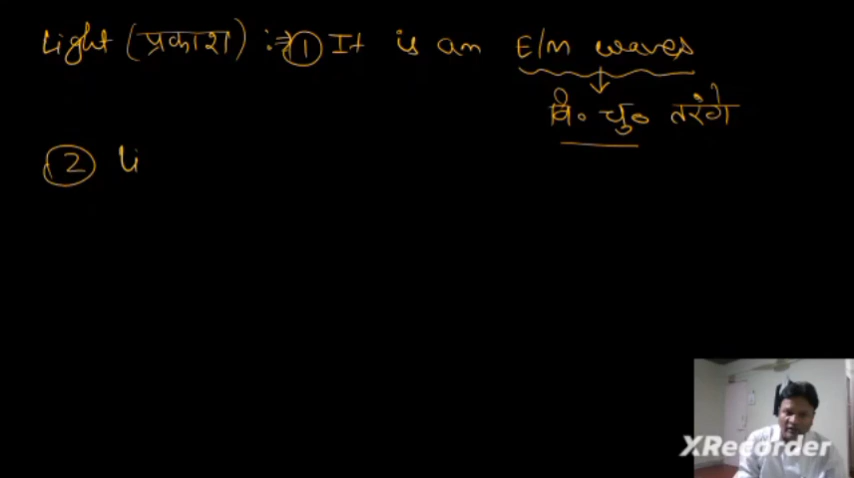 Light (प्रकाश) :⇒ ① It is an E/M waves
वि० चु० तरंगे
② Li
XRecorder